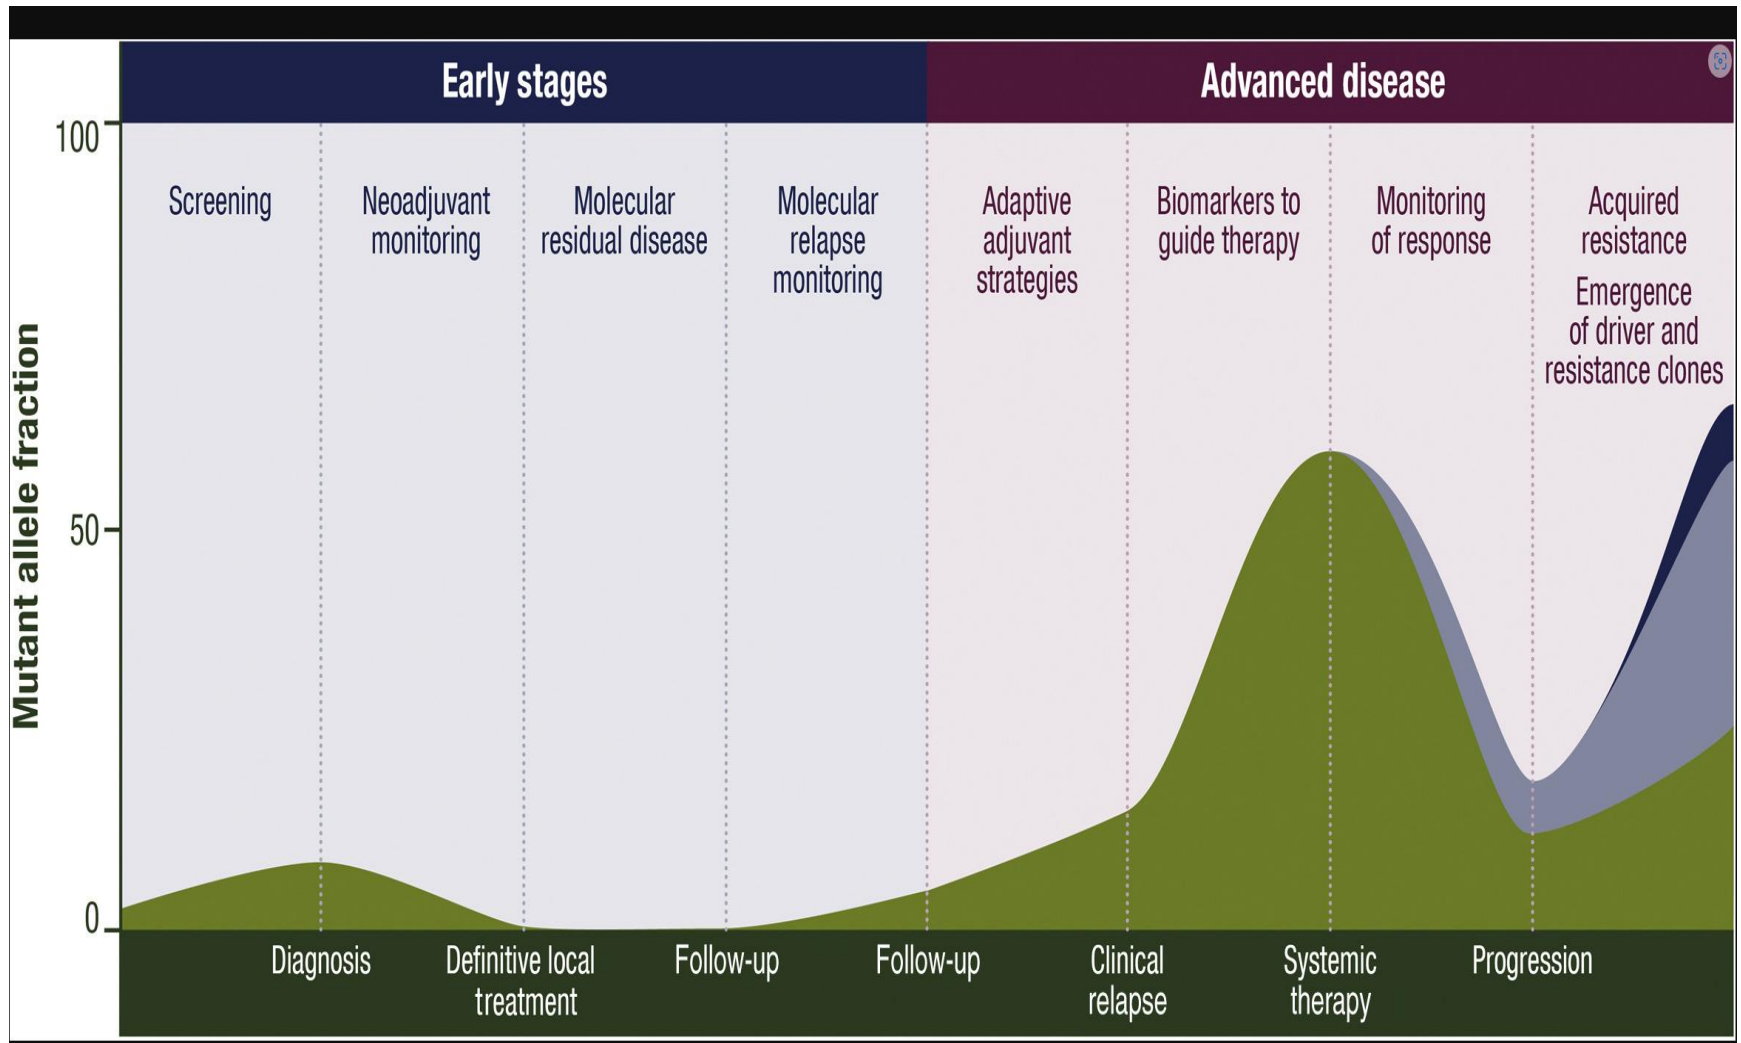 Early stages
Advanced disease
100
50
0
Mutant allele fraction
Screening
Neoadjuvant
monitoring
Molecular
residual disease
Molecular
relapse
monitoring
Adaptive
adjuvant
strategies
Biomarkers to
guide therapy
Monitoring
of response
Acquired
resistance
Emergence
of driver and
resistance clones
Diagnosis
Definitive local
treatment
Follow-up
Follow-up
Clinical
relapse
Systemic
therapy
Progression